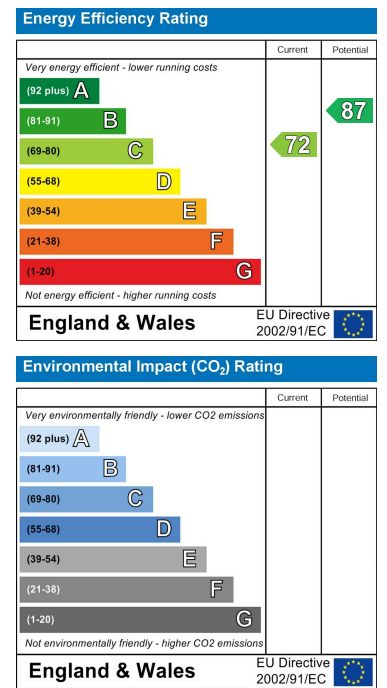 Energy Efficiency Rating
Current Potential
Very energy efficient - lower running costs
(92 plus) A
(81-91) B
87
(69-80) C
72
(55-68) D
(39-54) E
(21-38) F
(1-20) G
Not energy efficient - higher running costs
England & Wales
EU Directive
2002/91/EC
Environmental Impact (CO₂) Rating
Current Potential
Very environmentally friendly - lower CO2 emissions
(92 plus) A
(81-91) B
(69-80) C
(55-68) D
(39-54) E
(21-38) F
(1-20) G
Not environmentally friendly - higher CO2 emissions
England & Wales
EU Directive
2002/91/EC